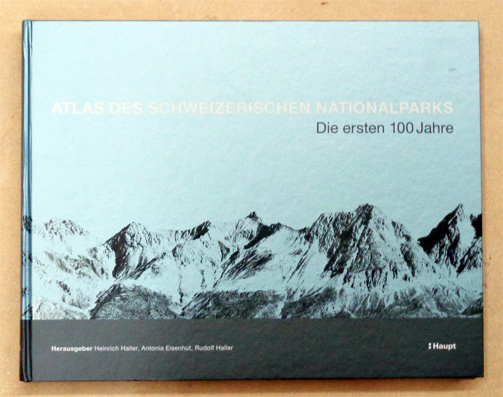 ATLAS DES SCHWEIZERISCHEN NATIONALPARKS
Die ersten 100 Jahre
Herausgeber Heinrich Haller, Antonia Eisenhut, Rudolf Haller
Haupt